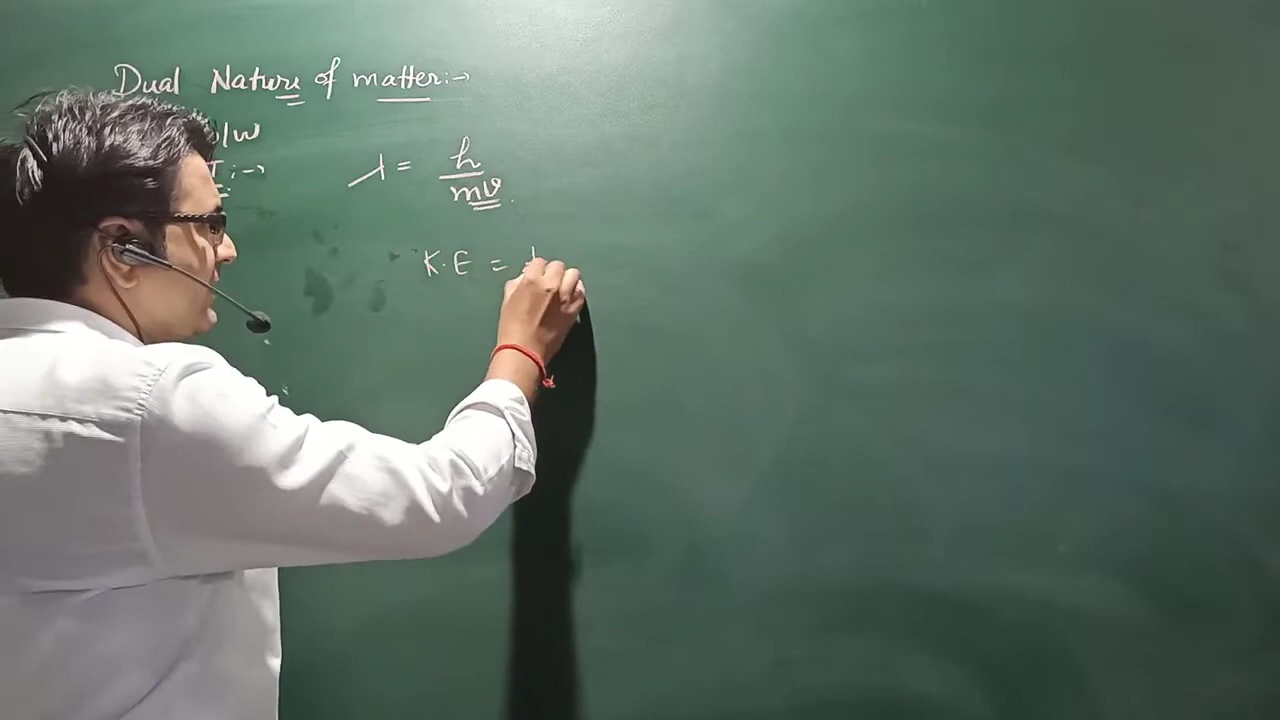 Dual Nature of matter:→
/W
:→
λ = h/mv
K.E =